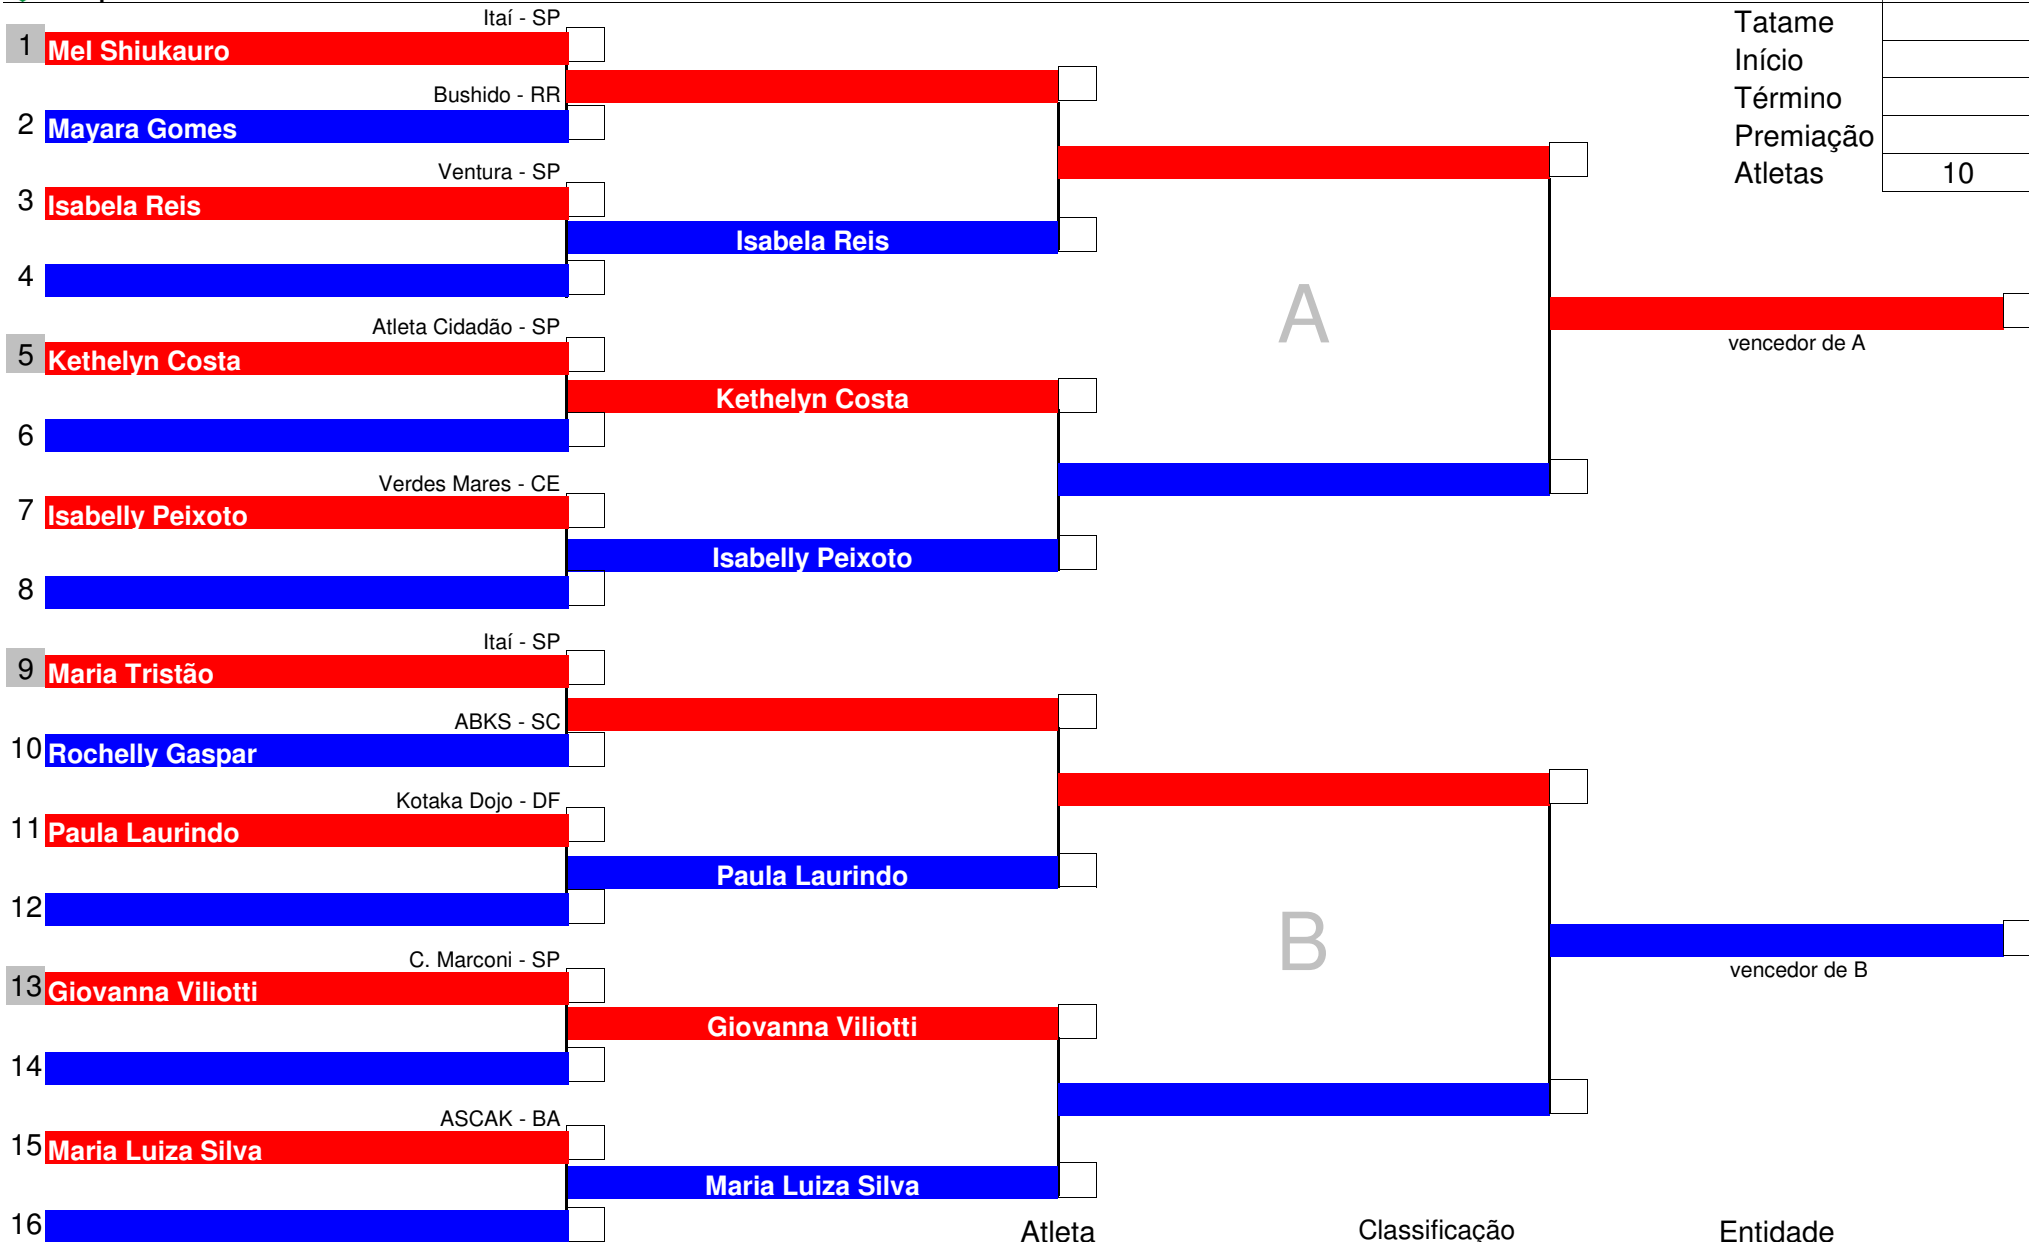 Itaí - SP
Tatame
1 Mel Shiukauro
Início
Bushido - RR
Término
2 Mayara Gomes
Premiação
Ventura - SP
Atletas 10
3 Isabela Reis
Isabela Reis
4
A
Atleta Cidadão - SP
vencedor de A
5 Kethelyn Costa
Kethelyn Costa
6
Verdes Mares - CE
7 Isabelly Peixoto
Isabelly Peixoto
8
Itaí - SP
9 Maria Tristão
ABKS - SC
10 Rochelly Gaspar
Kotaka Dojo - DF
11 Paula Laurindo
Paula Laurindo
12
B
C. Marconi - SP
vencedor de B
13 Giovanna Viliotti
Giovanna Viliotti
14
ASCAK - BA
15 Maria Luiza Silva
Maria Luiza Silva
16
Atleta Classificação Entidade